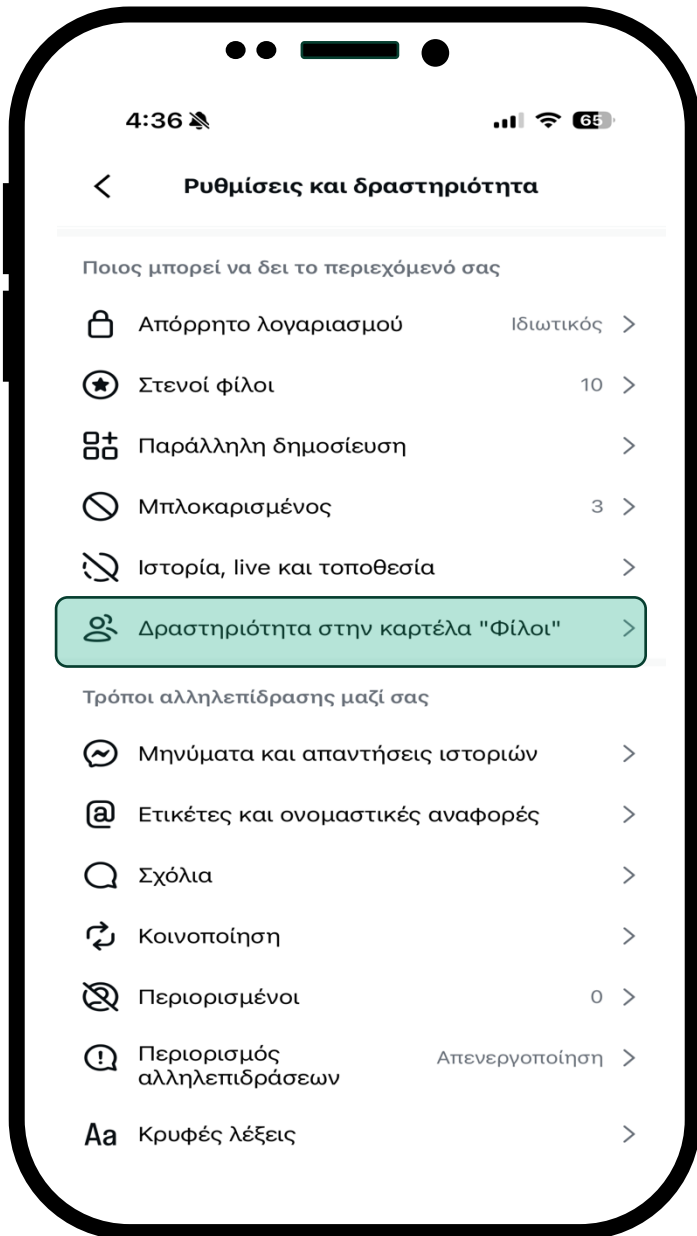 4:36
65
Ρυθμίσεις και δραστηριότητα
Ποιος μπορεί να δει το περιεχόμενό σας
Απόρρητο λογαριασμού Ιδιωτικός
Στενοί φίλοι 10
Παράλληλη δημοσίευση
Μπλοκαρισμένος 3
Ιστορία, live και τοποθεσία
Δραστηριότητα στην καρτέλα "Φίλοι"
Τρόποι αλληλεπίδρασης μαζί σας
Μηνύματα και απαντήσεις ιστοριών
Ετικέτες και ονομαστικές αναφορές
Σχόλια
Κοινοποίηση
Περιορισμένοι 0
Περιορισμός Απενεργοποίηση
αλληλεπιδράσεων
Aa Κρυφές λέξεις